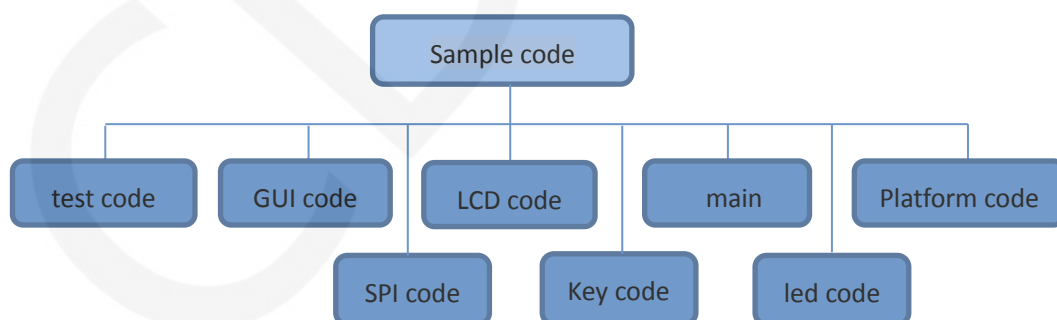 Sample code
test code
GUI code
LCD code
main
Platform code
SPI code
Key code
led code